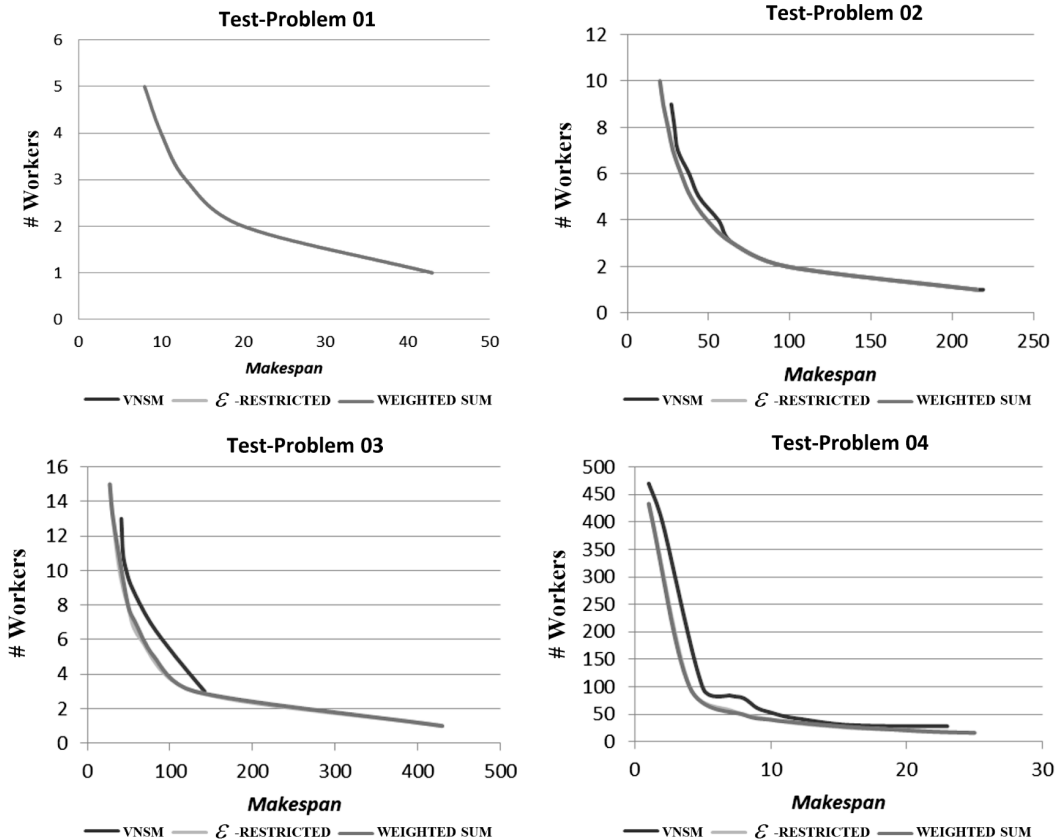 Test-Problem 01
# Workers
6
5
4
3
2
1
0
0 10 20 30 40 50
Makespan
VNSM ε -RESTRICTED WEIGHTED SUM
Test-Problem 02
# Workers
12
10
8
6
4
2
0
0 50 100 150 200 250
Makespan
VNSM ε -RESTRICTED WEIGHTED SUM
Test-Problem 03
# Workers
16
14
12
10
8
6
4
2
0
0 100 200 300 400 500
Makespan
VNSM ε -RESTRICTED WEIGHTED SUM
Test-Problem 04
# Workers
500
450
400
350
300
250
200
150
100
50
0
0 10 20 30
Makespan
VNSM ε -RESTRICTED WEIGHTED SUM